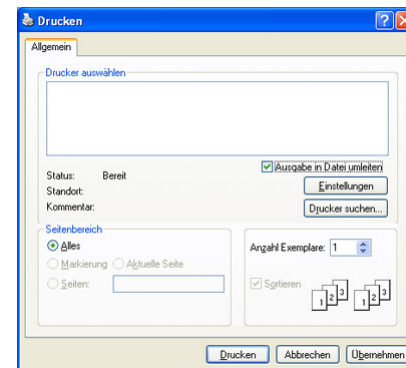 Drucken
Allgemein
Drucker auswählen
Status: Bereit
Ausgabe in Datei umleiten
Standort:
Einstellungen
Kommentar:
Drucker suchen...
Seitenbereich
Alles
Markierung Aktuelle Seite
Seiten:
Anzahl Exemplare: 1
Sortieren
1 2 3 1 2 3
Drucken Abbrechen Übernehmen